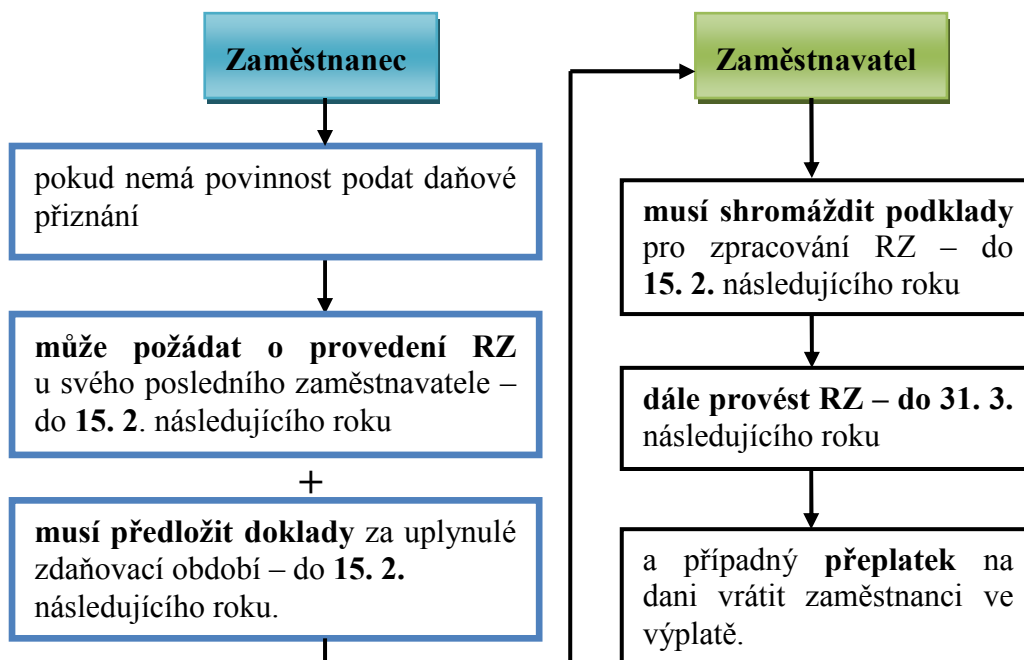 Zaměstnanec
pokud nemá povinnost podat daňové
přiznání
může požádat o provedení RZ
u svého posledního zaměstnavatele –
do 15. 2. následujícího roku
+
musí předložit doklady za uplynulé
zdaňovací období – do 15. 2.
následujícího roku.
Zaměstnavatel
musí shromáždit podklady
pro zpracování RZ – do
15. 2. následujícího roku
dále provést RZ – do 31. 3.
následujícího roku
a případný přeplatek na
dani vrátit zaměstnanci ve
výplatě.